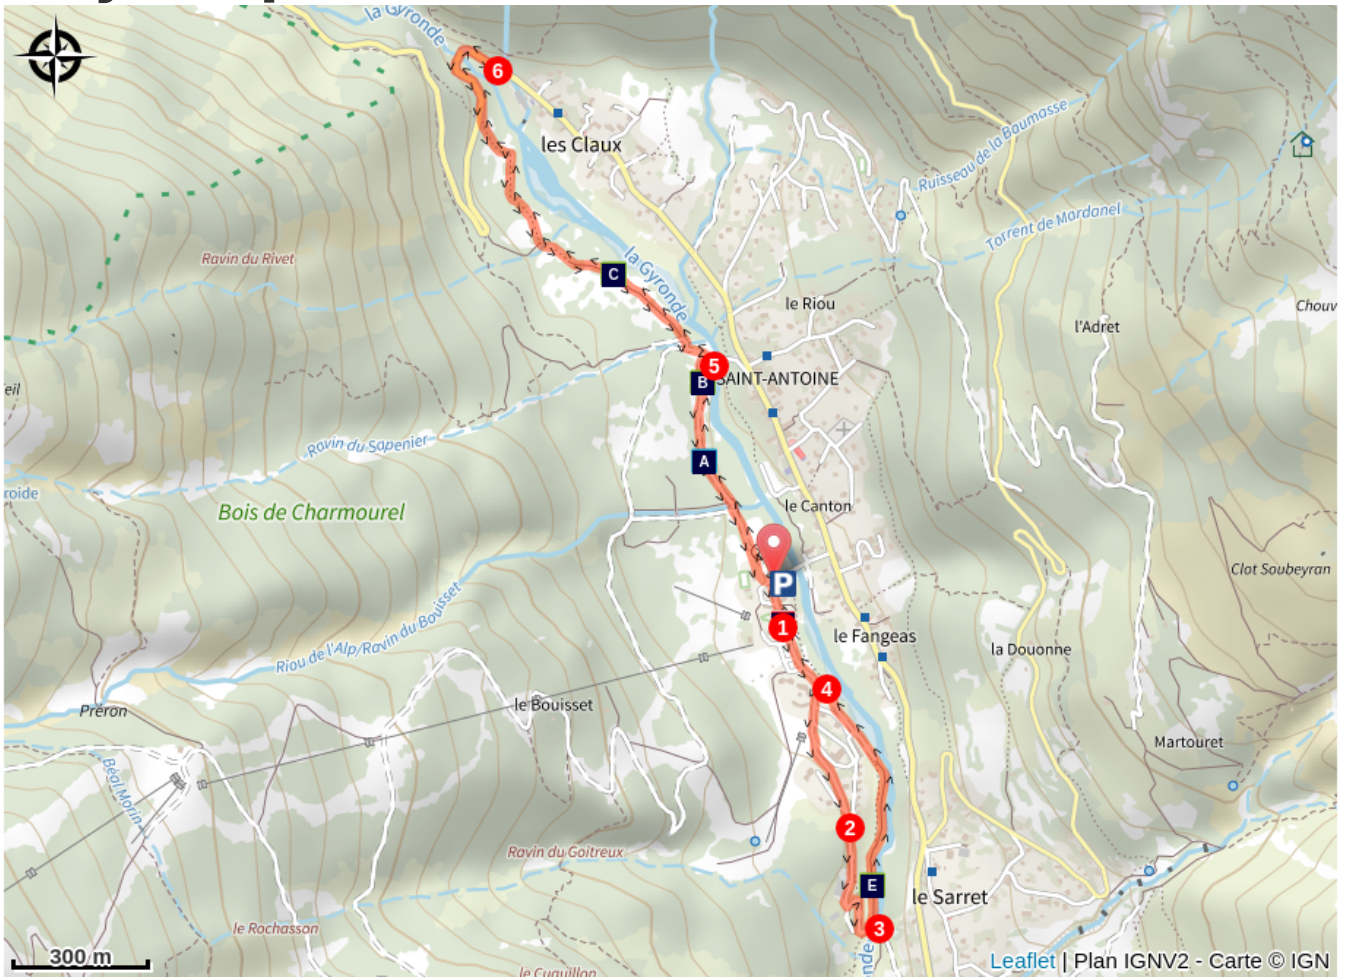 la Gyronde
6
les Claux
Ruisseau de la Baumasse
Torrent de Mardanel
Ravin du Rivet
la Gyronde
C
le Riou
l'Adret
Chouv
5
B
SAINT-ANTOINE
eil
Ravin du Sapenier
A
roide
Bois de Charmourel
le Canton
Clot Soubeyran
P
Riou de l'Alp/Ravin du Bouisset
1
le Fangeas
la Douonne
4
Préron
le Bouisset
Martouret
Béal Morin
2
Ravin du Goitreux
E
le Sarret
le Rochasson
3
nde
300 m
le Cuguillon
Leaflet | Plan IGNV2 - Carte © IGN